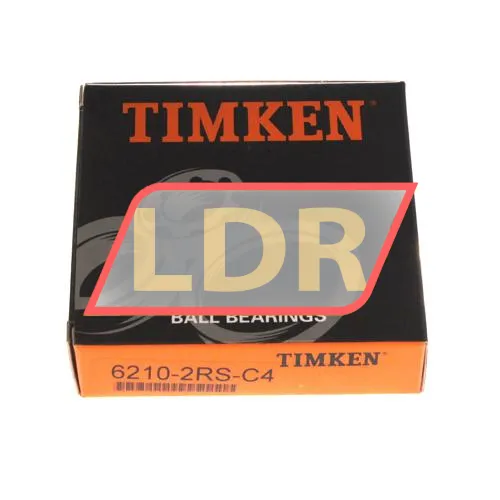 TIMKEN®
LDR
BALL BEARINGS
TIMKEN
6210-2RS-C4